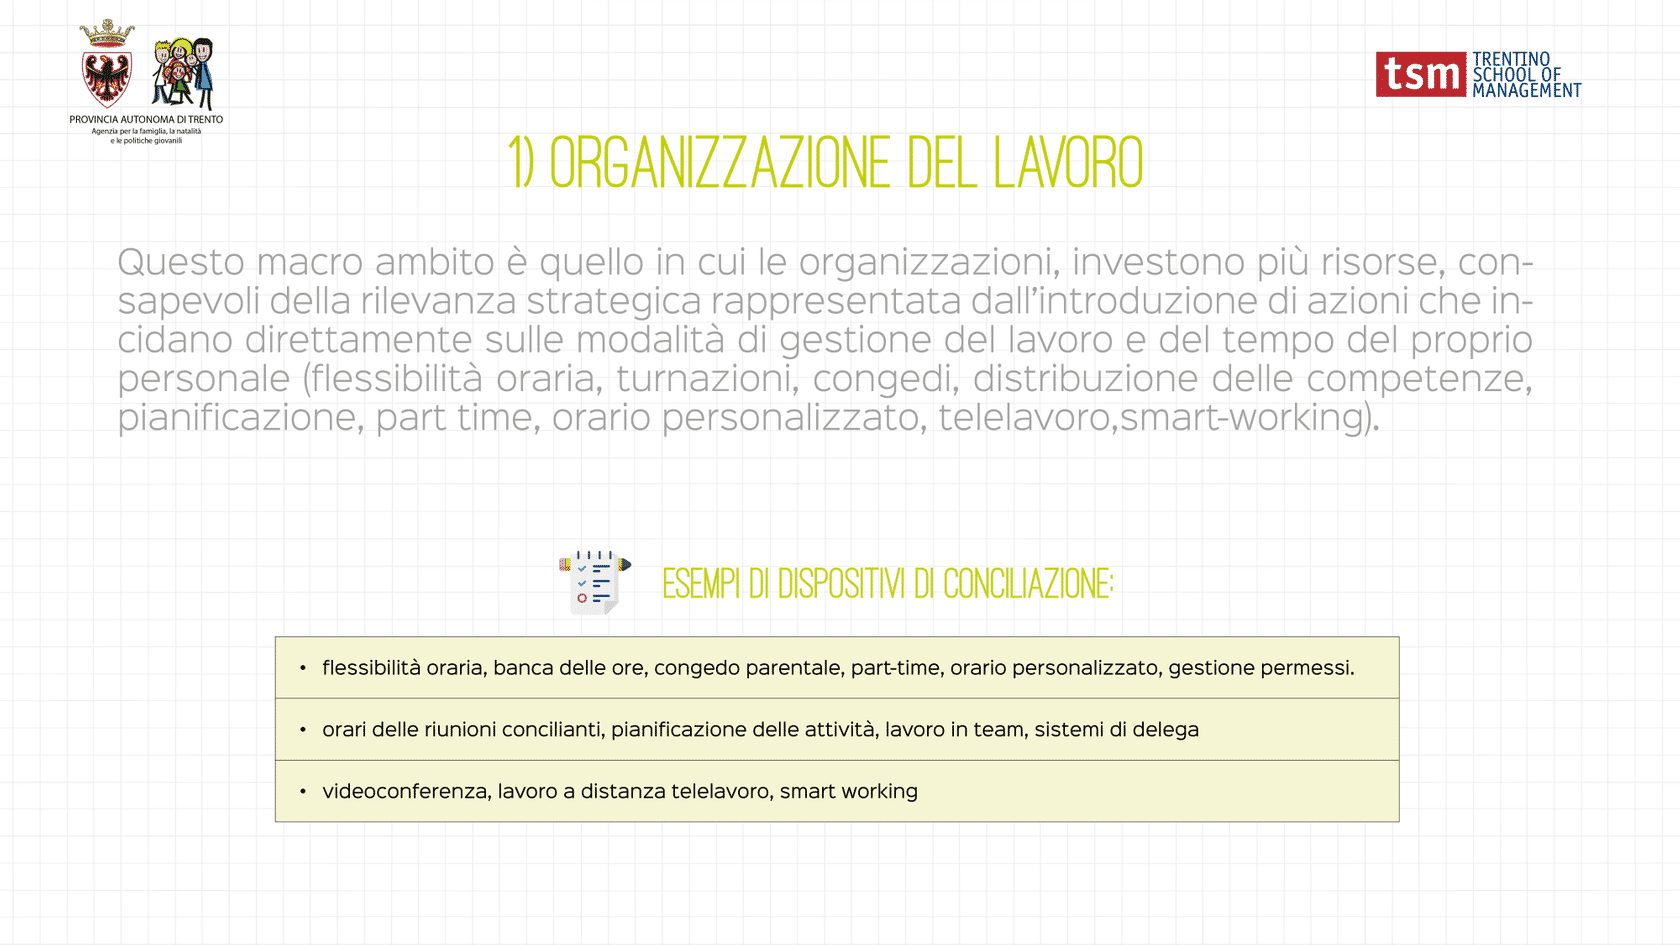 PROVINCIA AUTONOMA DI TRENTO
Agenzia per la famiglia, la natalità
e le politiche giovanili
tsm
TRENTINO
SCHOOL OF
MANAGEMENT
1) ORGANIZZAZIONE DEL LAVORO
Questo macro ambito è quello in cui le organizzazioni, investono più risorse, con-
sapevoli della rilevanza strategica rappresentata dall'introduzione di azioni che in-
cidano direttamente sulle modalità di gestione del lavoro e del tempo del proprio
personale (flessibilità oraria, turnazioni, congedi, distribuzione delle competenze,
pianificazione, part time, orario personalizzato, telelavoro,smart-working).
ESEMPI DI DISPOSITIVI DI CONCILIAZIONE:
• flessibilità oraria, banca delle ore, congedo parentale, part-time, orario personalizzato, gestione permessi.
• orari delle riunioni concilianti, pianificazione delle attività, lavoro in team, sistemi di delega
• videoconferenza, lavoro a distanza telelavoro, smart working